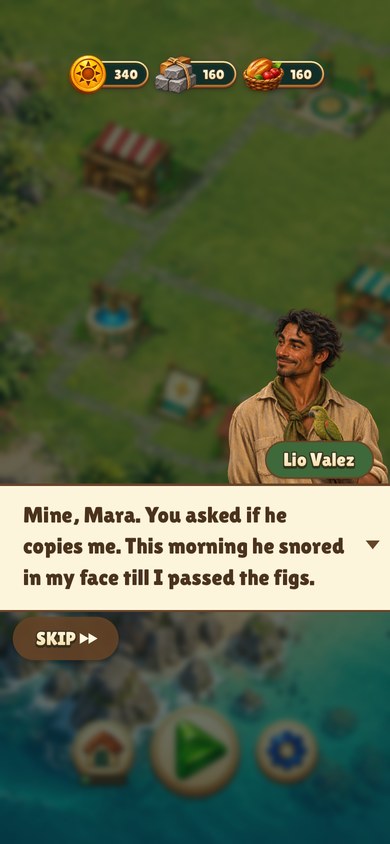 340
160
160
Lio Valez
Mine, Mara. You asked if he
copies me. This morning he snored
in my face till I passed the figs.
SKIP